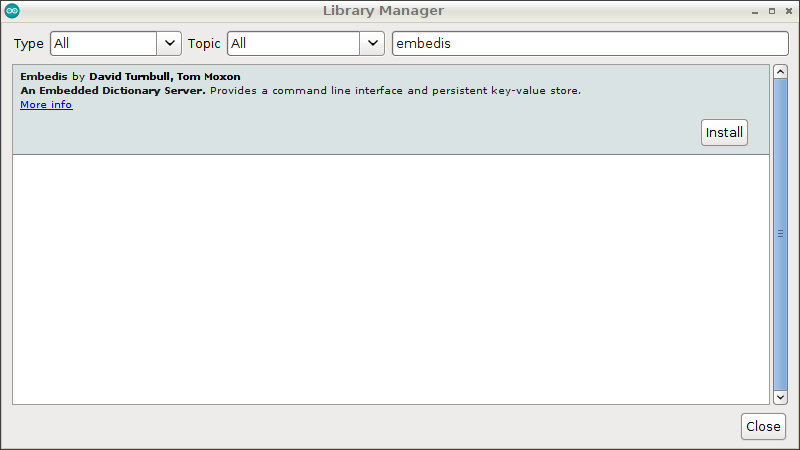 Library Manager
Type All Topic All embedis
Embedis by David Turnbull, Tom Moxon
An Embedded Dictionary Server. Provides a command line interface and persistent key-value store.
More info
Install
Close